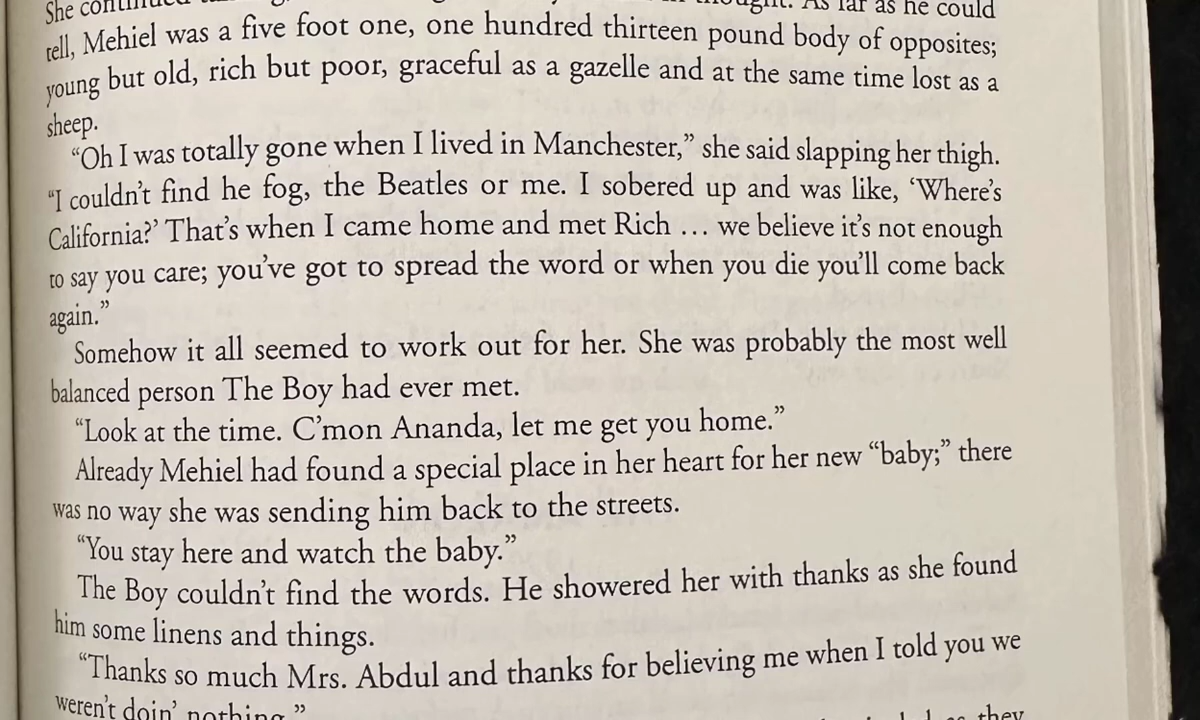 She continued thought. As far as he could
tell, Mehiel was a five foot one, one hundred thirteen pound body of opposites;
young but old, rich but poor, graceful as a gazelle and at the same time lost as a
sheep.
“Oh I was totally gone when I lived in Manchester,” she said slapping her thigh.
“I couldn’t find he fog, the Beatles or me. I sobered up and was like, ‘Where’s
California?’ That’s when I came home and met Rich … we believe it’s not enough
to say you care; you’ve got to spread the word or when you die you’ll come back
again.”
Somehow it all seemed to work out for her. She was probably the most well
balanced person The Boy had ever met.
“Look at the time. C’mon Ananda, let me get you home.”
Already Mehiel had found a special place in her heart for her new “baby;” there
was no way she was sending him back to the streets.
“You stay here and watch the baby.”
The Boy couldn’t find the words. He showered her with thanks as she found
him some linens and things.
“Thanks so much Mrs. Abdul and thanks for believing me when I told you we
weren’t doin’ nothing.”
they